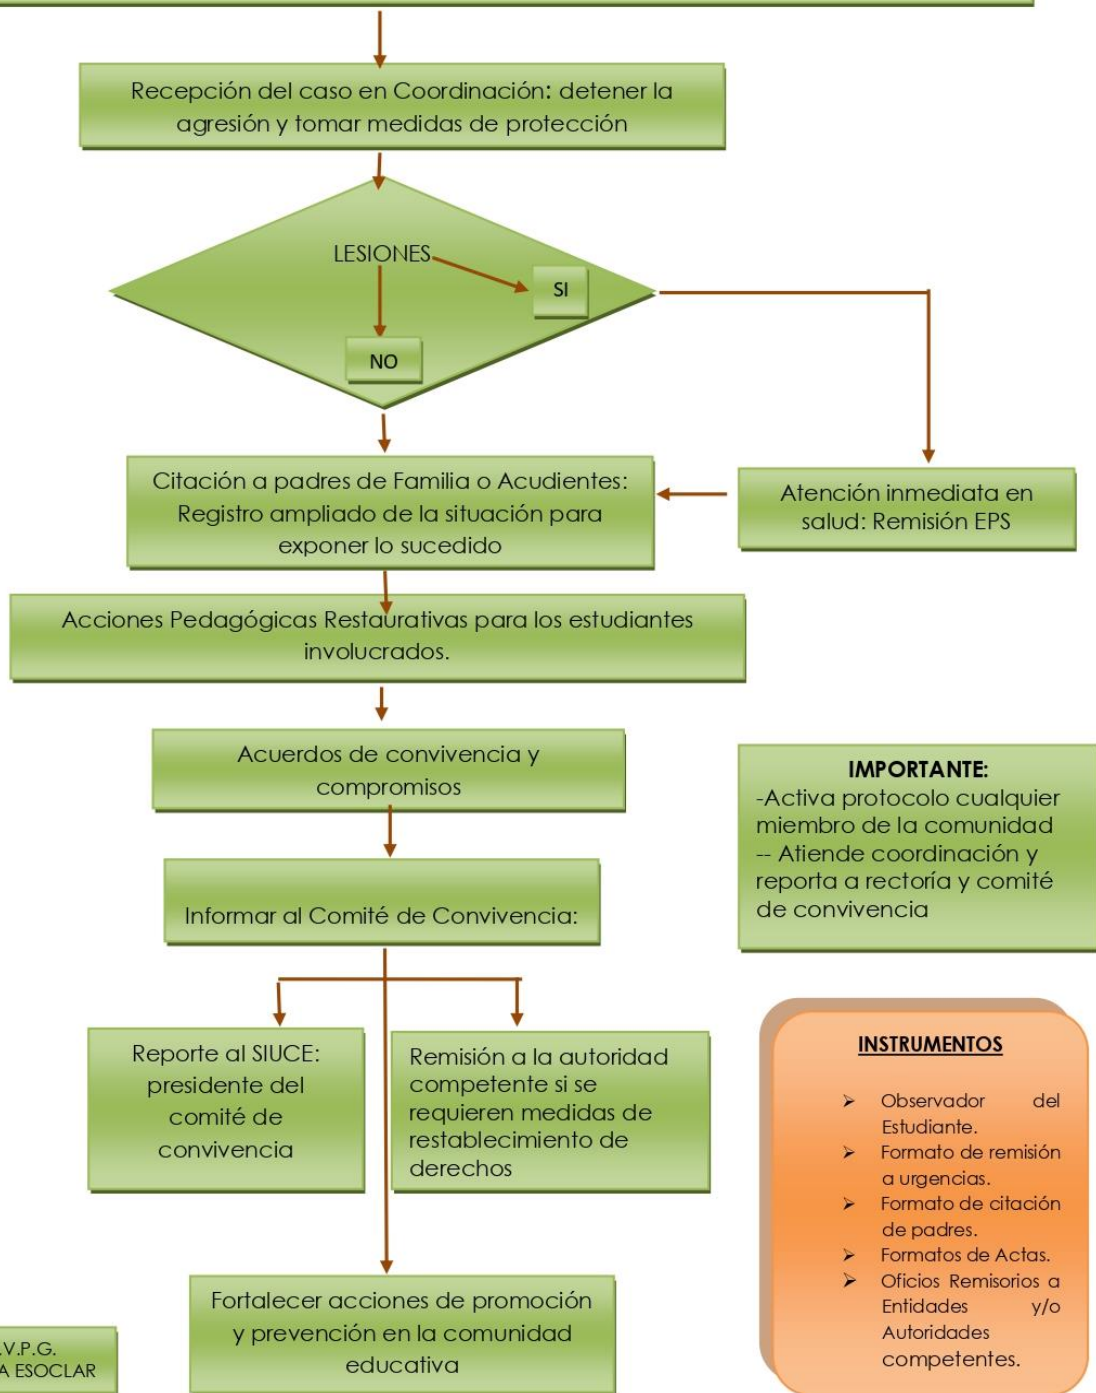 Recepción del caso en Coordinación: detener la
agresión y tomar medidas de protección
LESIONES
SI
NO
Citación a padres de Familia o Acudientes:
Registro ampliado de la situación para
exponer lo sucedido
Atención inmediata en
salud: Remisión EPS
Acciones Pedagógicas Restaurativas para los estudiantes
involucrados.
Acuerdos de convivencia y
compromisos
IMPORTANTE:
-Activa protocolo cualquier
miembro de la comunidad
-- Atiende coordinación y
reporta a rectoría y comité
de convivencia
Informar al Comité de Convivencia:
Reporte al SIUCE:
presidente del
comité de
convivencia
Remisión a la autoridad
competente si se
requieren medidas de
restablecimiento de
derechos
INSTRUMENTOS
➢ Observador del
Estudiante.
➢ Formato de remisión
a urgencias.
➢ Formato de citación
de padres.
➢ Formatos de Actas.
➢ Oficios Remisorios a
Entidades y/o
Autoridades
competentes.
Fortalecer acciones de promoción
y prevención en la comunidad
educativa
.V.P.G.
A ESOCLAR